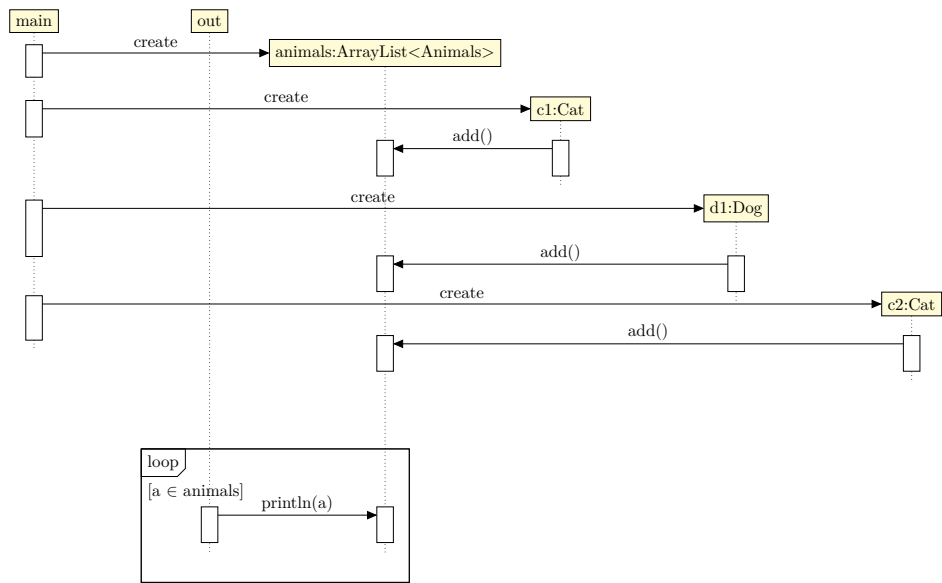 main
out
create
animals:ArrayList<Animals>
create
c1:Cat
add()
create
d1:Dog
add()
create
c2:Cat
add()
loop
[a ∈ animals]
println(a)